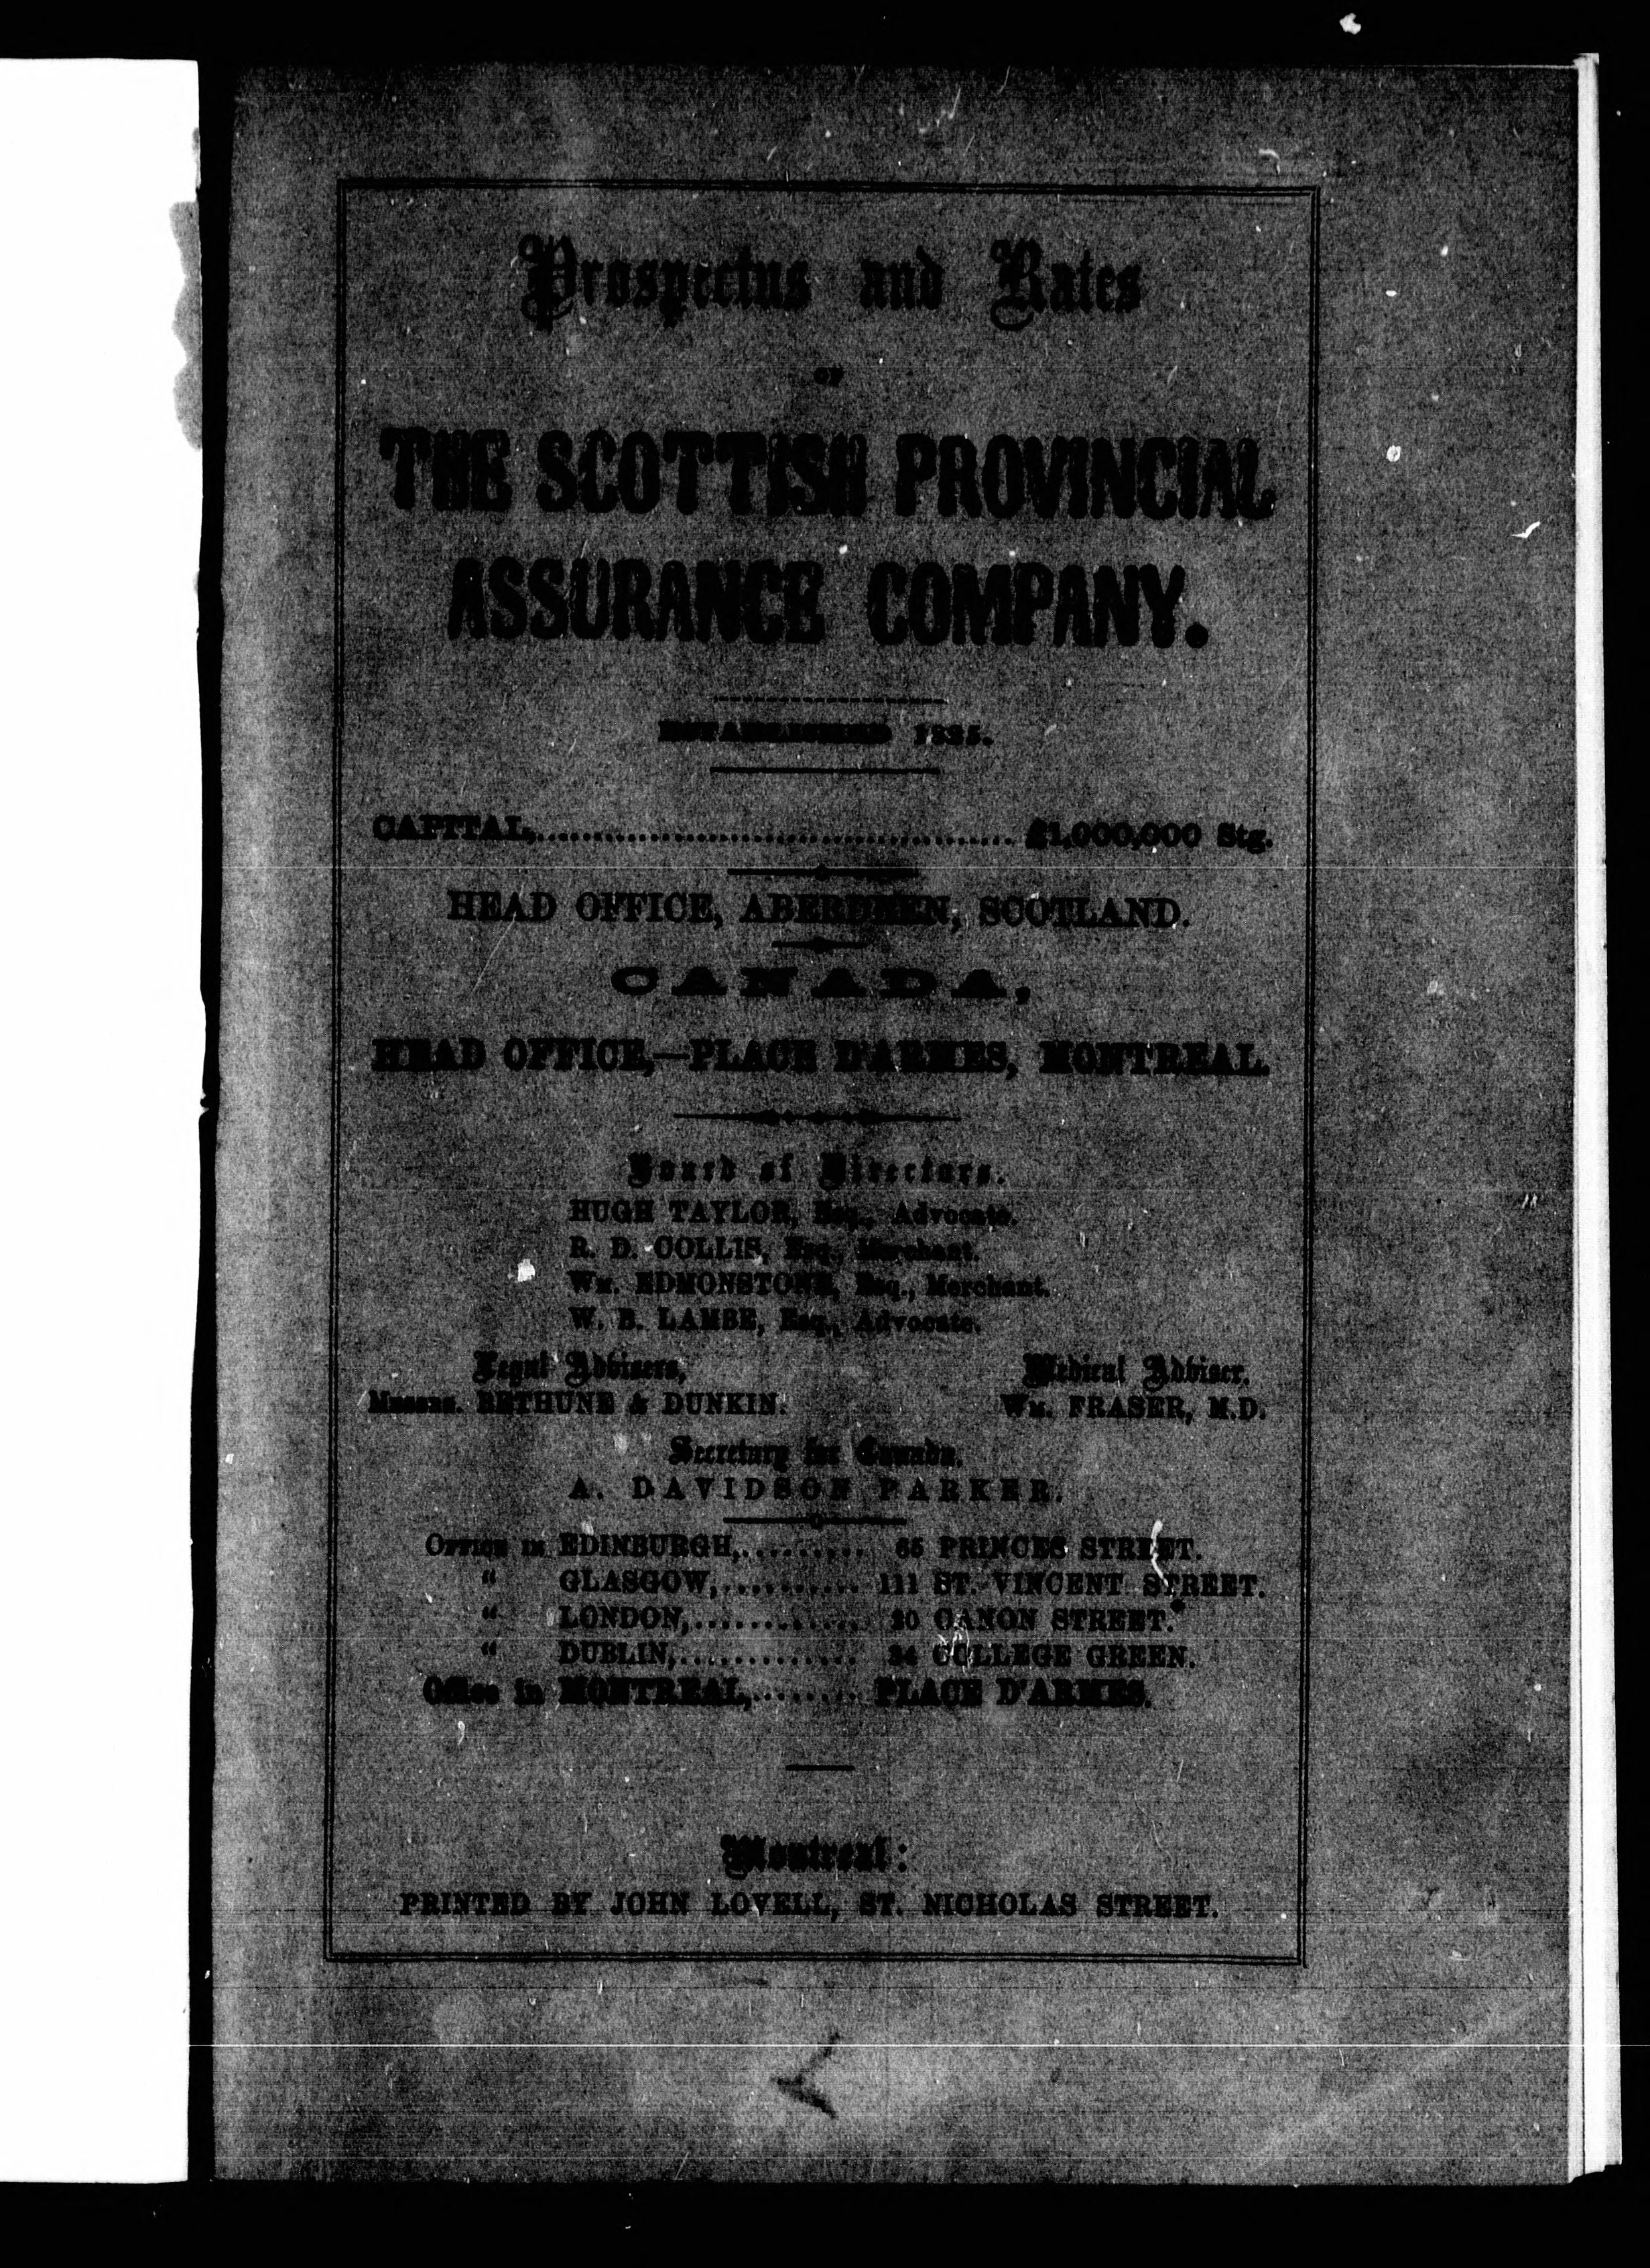 Prospectus and Rates
OF
THE SCOTTISH PROVINCIAL
ASSURANCE COMPANY.
ESTABLISHED 1825.
CAPITAL,............................................ £1,000,000 Stg.
HEAD OFFICE, ABERDEEN, SCOTLAND.
CANADA,
HEAD OFFICE,—PLACE D'ARMES, MONTREAL.
Board of Directors.
HUGH TAYLOR, Esq., Advocate.
R. D. COLLIS, Esq., Merchant.
WM. EDMONSTONE, Esq., Merchant.
W. B. LAMBE, Esq., Advocate.
Legal Advisers, Medical Adviser.
MESSRS. BETHUNE & DUNKIN. WM. FRASER, M.D.
Secretary for Canada.
A. DAVIDSON PARKER.
OFFICE IN EDINBURGH,.......... 65 PRINCES STREET.
" GLASGOW,........... 111 ST. VINCENT STREET.
" LONDON,............. 20 CANON STREET.
" DUBLIN,............. 34 COLLEGE GREEN.
Office in MONTREAL,........ PLACE D'ARMES.
Montreal:
PRINTED BY JOHN LOVELL, ST. NICHOLAS STREET.